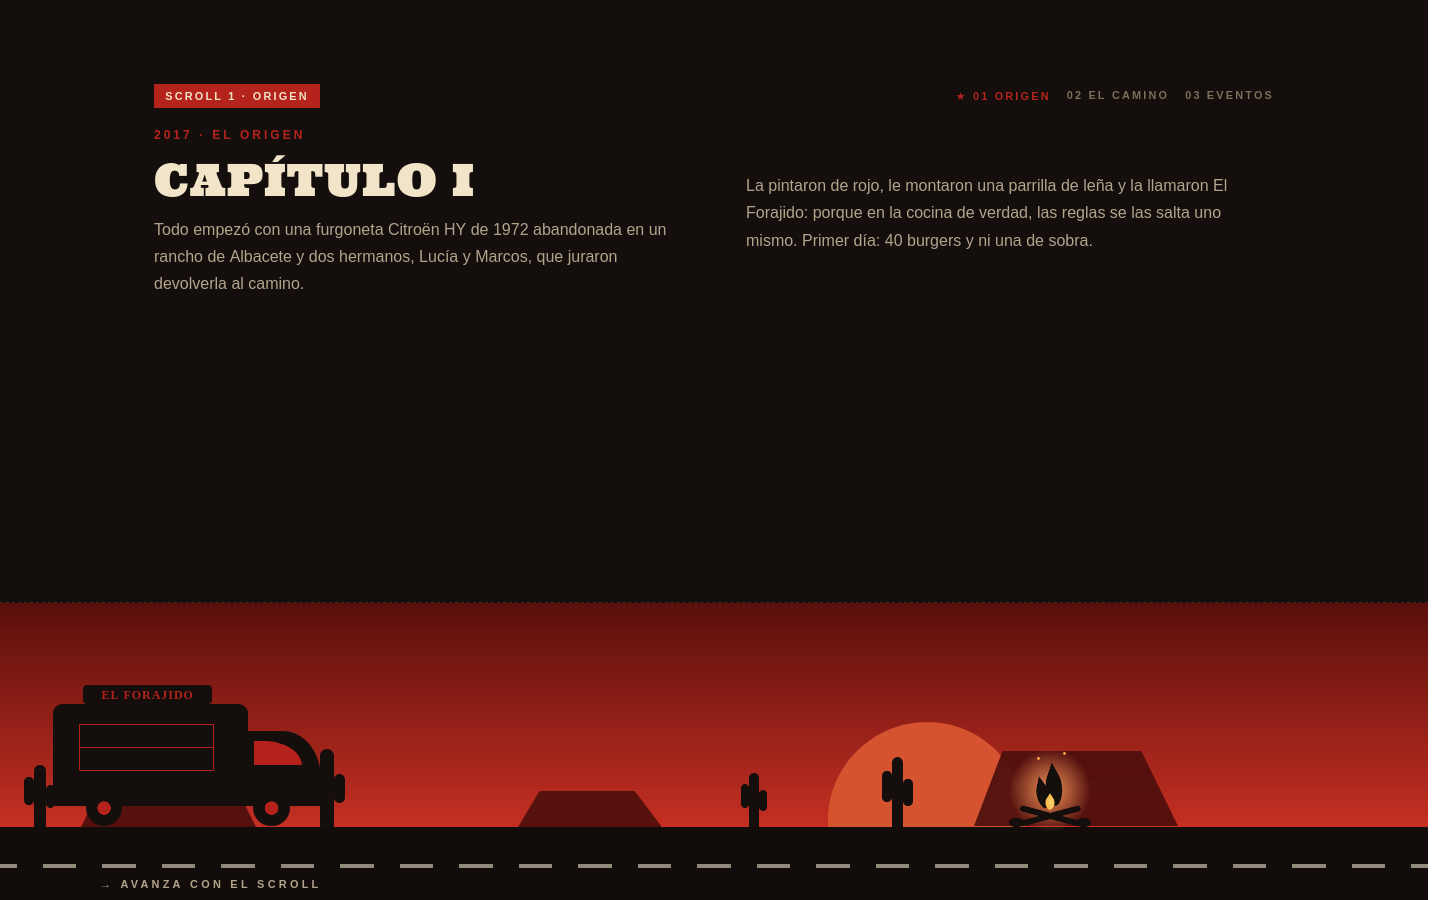 SCROLL 1 · ORIGEN
★ 01 ORIGEN 02 EL CAMINO 03 EVENTOS
2017 · EL ORIGEN
CAPÍTULO I
Todo empezó con una furgoneta Citroën HY de 1972 abandonada en un
rancho de Albacete y dos hermanos, Lucía y Marcos, que juraron
devolverla al camino.
La pintaron de rojo, le montaron una parrilla de leña y la llamaron El
Forajido: porque en la cocina de verdad, las reglas se las salta uno
mismo. Primer día: 40 burgers y ni una de sobra.
EL FORAJIDO
→ AVANZA CON EL SCROLL